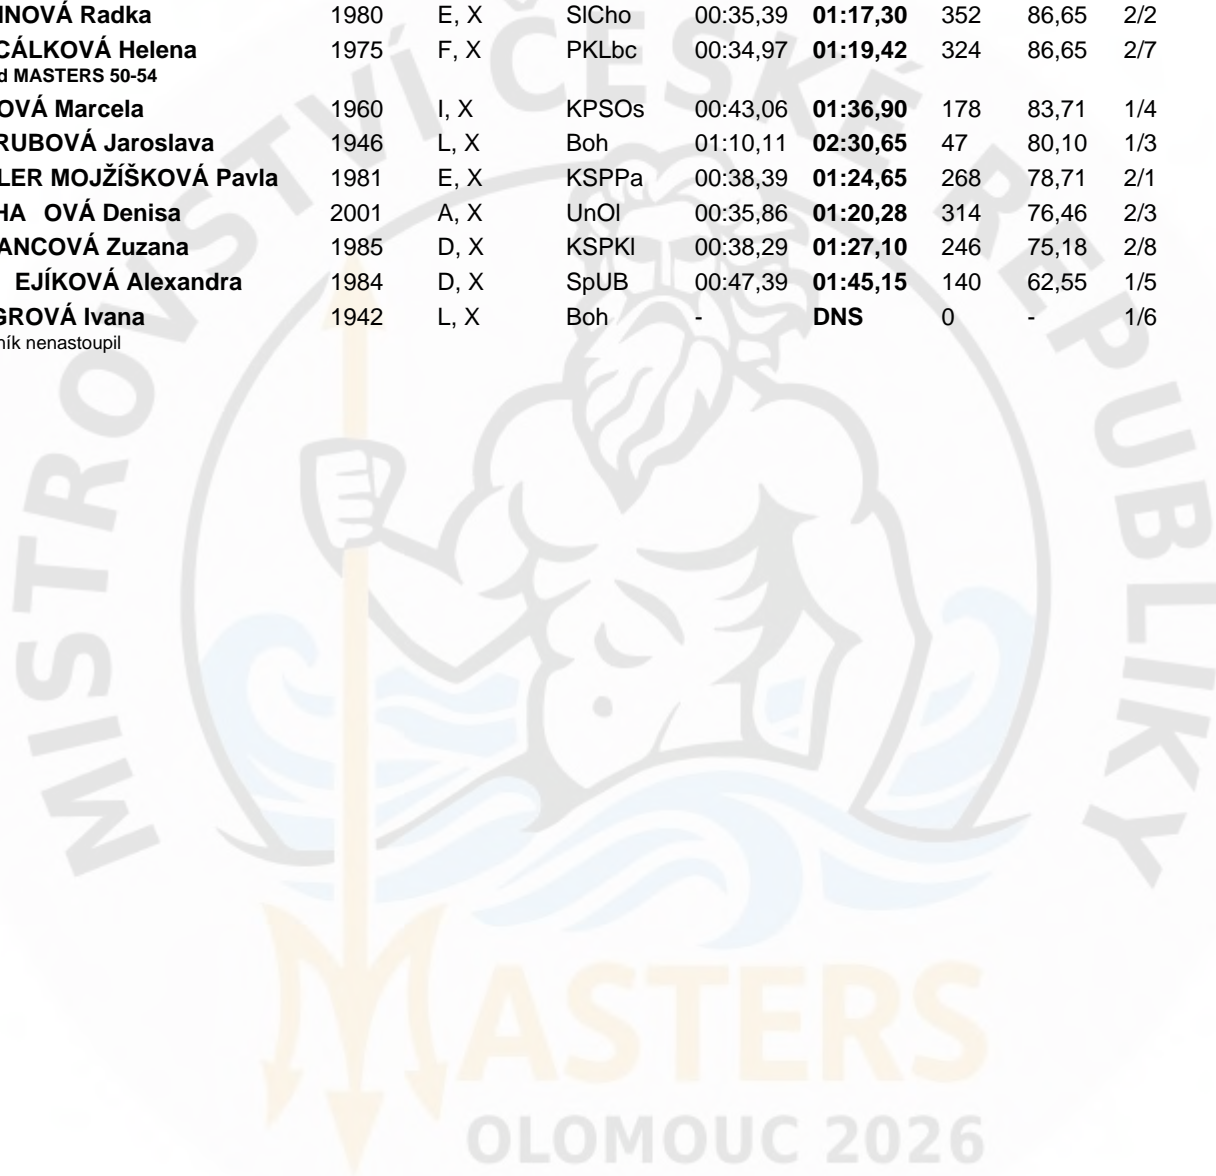 INOVÁ Radka 1980 E, X SlCho 00:35,39 01:17,30 352 86,65 2/2
CÁLKOVÁ Helena 1975 F, X PKLbc 00:34,97 01:19,42 324 86,65 2/7
d MASTERS 50-54
OVÁ Marcela 1960 I, X KPSOs 00:43,06 01:36,90 178 83,71 1/4
RUBOVÁ Jaroslava 1946 L, X Boh 01:10,11 02:30,65 47 80,10 1/3
LER MOJŽÍŠKOVÁ Pavla 1981 E, X KSPPa 00:38,39 01:24,65 268 78,71 2/1
HA OVÁ Denisa 2001 A, X UnOl 00:35,86 01:20,28 314 76,46 2/3
ANCOVÁ Zuzana 1985 D, X KSPKl 00:38,29 01:27,10 246 75,18 2/8
EJÍKOVÁ Alexandra 1984 D, X SpUB 00:47,39 01:45,15 140 62,55 1/5
GROVÁ Ivana 1942 L, X Boh - DNS 0 - 1/6
ník nenastoupil
MISTROVSTVÍ ČESKÉ REPUBLIKY
MASTERS
OLOMOUC 2026